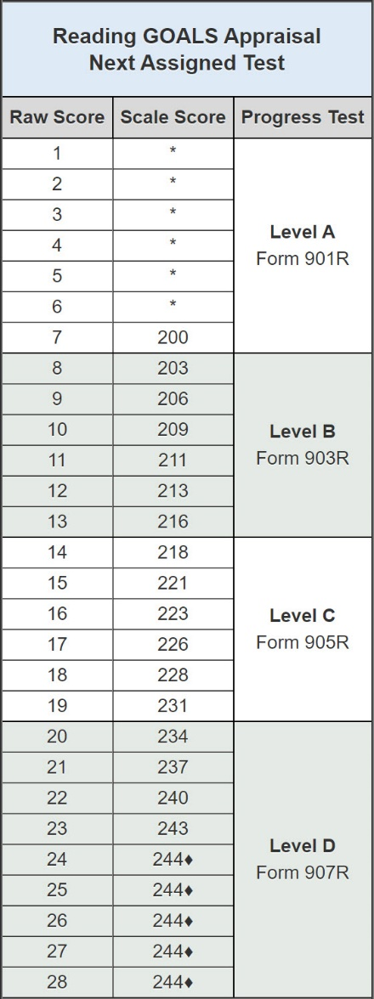 Reading GOALS Appraisal
Next Assigned Test
Raw Score Scale Score Progress Test
1 *
2 *
3 *
4 *
5 *
6 *
7 200
Level A
Form 901R
8 203
9 206
10 209
11 211
12 213
13 216
Level B
Form 903R
14 218
15 221
16 223
17 226
18 228
19 231
Level C
Form 905R
20 234
21 237
22 240
23 243
24 244♦
25 244♦
26 244♦
27 244♦
28 244♦
Level D
Form 907R